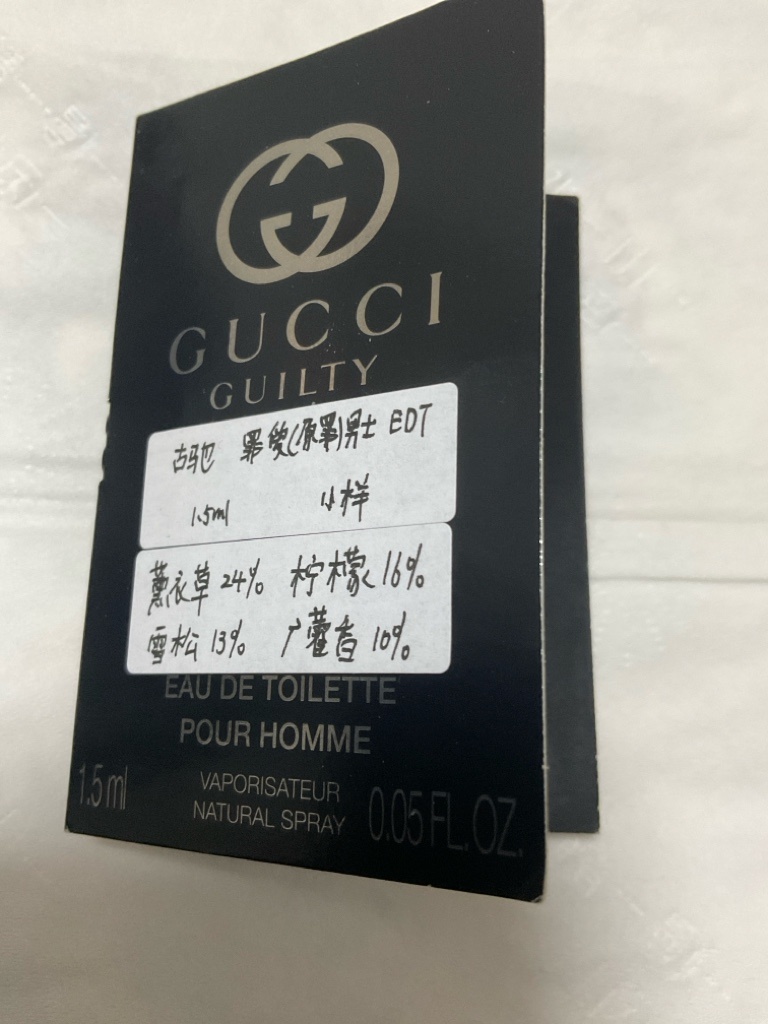 GUCCI
GUILTY
古驰 罪爱(原罪)男士 EDT
1.5ml 小样
薰衣草 24% 柠檬 16%
雪松 13% 广藿香 10%
EAU DE TOILETTE
POUR HOMME
1.5 ml
VAPORISATEUR
NATURAL SPRAY
0.05 FL. OZ.